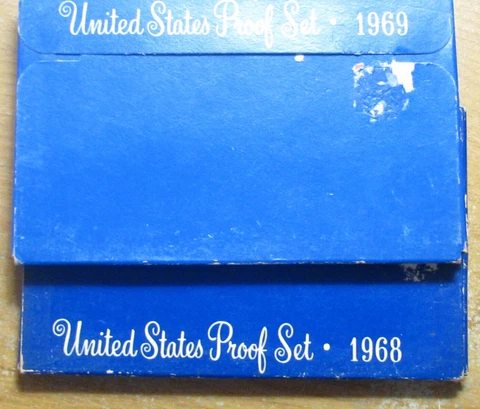 United States Proof Set · 1969
United States Proof Set · 1968